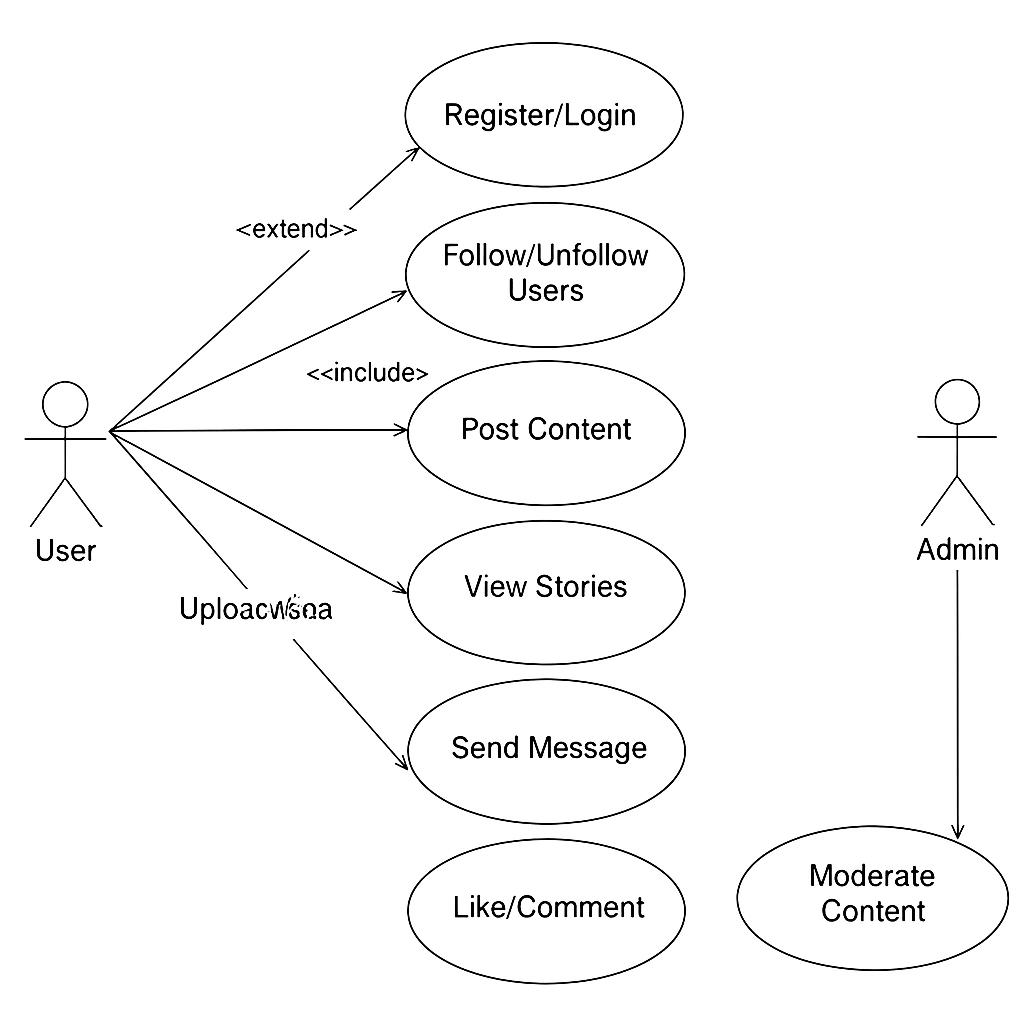 Register/Login
<extend>>
Follow/Unfollow
Users
<<include>
Post Content
User
Admin
View Stories
Send Message
Moderate
Content
Like/Comment